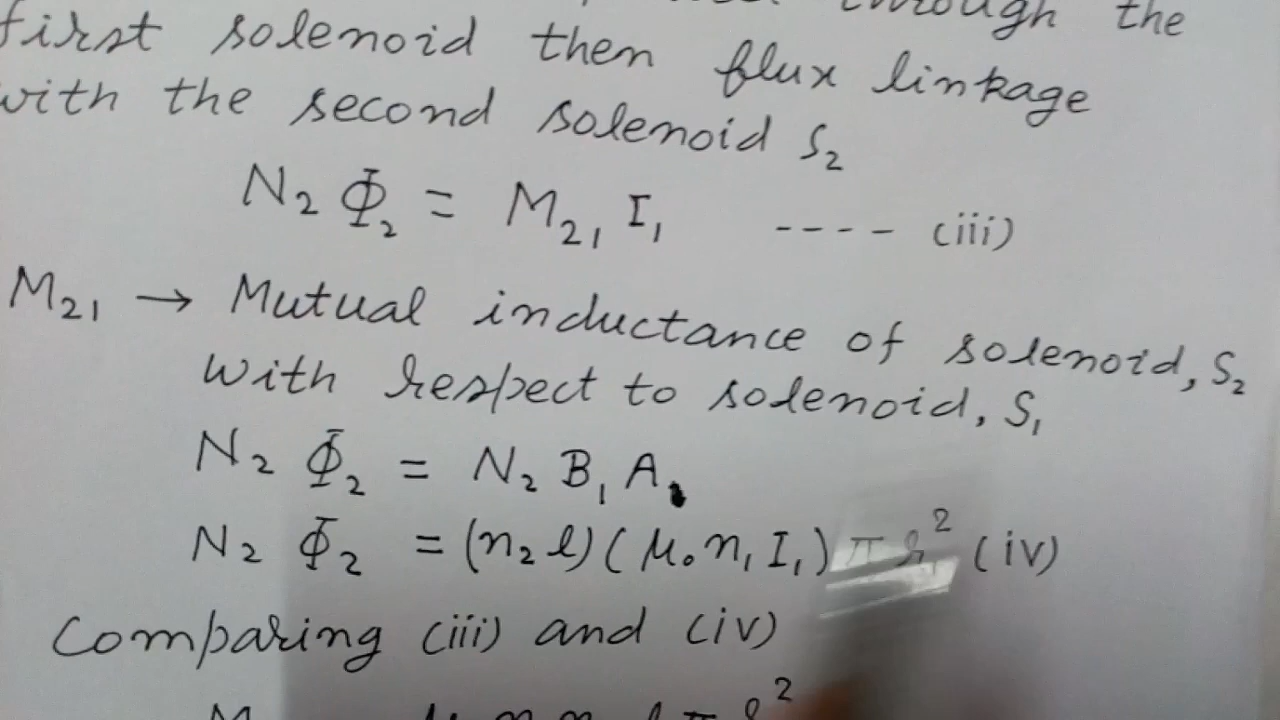 through the
first solenoid then flux linkage
with the second solenoid S₂
N₂ Φ₂ = M₂₁ I₁ ---- (iii)
M₂₁ → Mutual inductance of solenoid, S₂
with respect to solenoid, S₁
N₂ Φ₂ = N₂ B₁ A
N₂ Φ₂ = (n₂ l) (μ₀ n₁ I₁) π r₁² (iv)
Comparing (iii) and (iv)